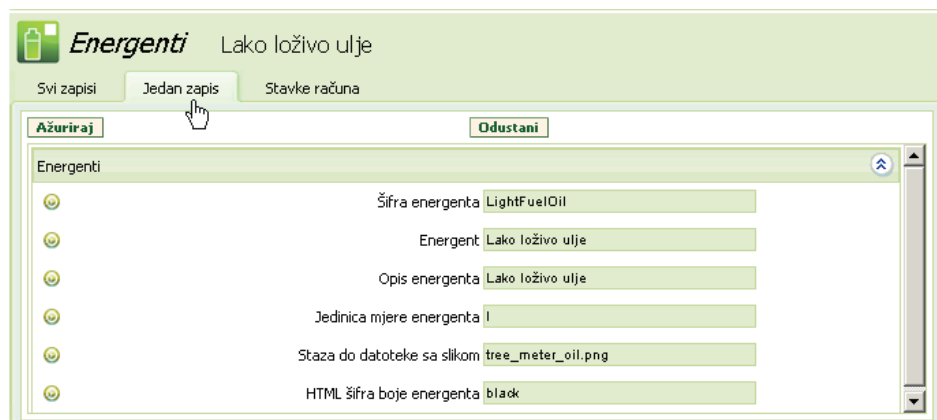 Energenti Lako loživo ulje
Svi zapisi Jedan zapis Stavke računa
Ažuriraj Odustani
Energenti
Šifra energenta LightFuelOil
Energent Lako loživo ulje
Opis energenta Lako loživo ulje
Jedinica mjere energenta l
Staza do datoteke sa slikom tree_meter_oil.png
HTML šifra boje energenta black